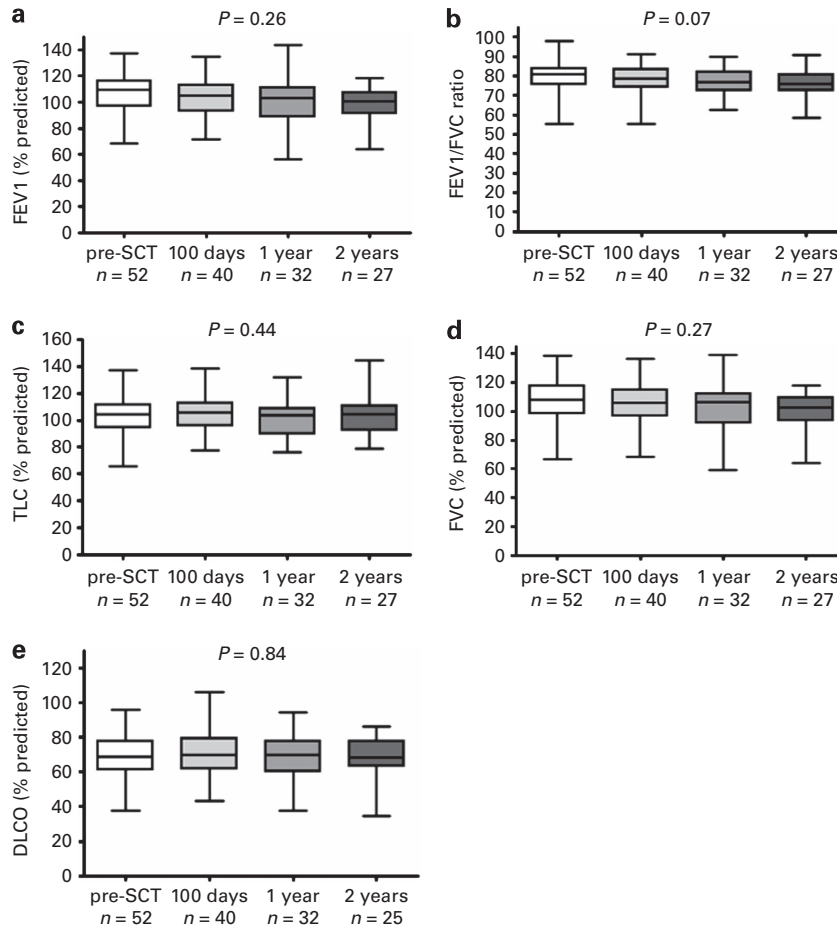 a
P = 0.26
FEV1 (% predicted)
140
120
100
80
60
40
20
0
pre-SCT 100 days 1 year 2 years
n = 52 n = 40 n = 32 n = 27
b
P = 0.07
FEV1/FVC ratio
100
90
80
70
60
50
40
30
20
10
0
pre-SCT 100 days 1 year 2 years
n = 52 n = 40 n = 32 n = 27
c
P = 0.44
TLC (% predicted)
160
140
120
100
80
60
40
20
0
pre-SCT 100 days 1 year 2 years
n = 52 n = 40 n = 32 n = 27
d
P = 0.27
FVC (% predicted)
140
120
100
80
60
40
20
0
pre-SCT 100 days 1 year 2 years
n = 52 n = 40 n = 32 n = 27
e
P = 0.84
DLCO (% predicted)
120
100
80
60
40
20
0
pre-SCT 100 days 1 year 2 years
n = 52 n = 40 n = 32 n = 25